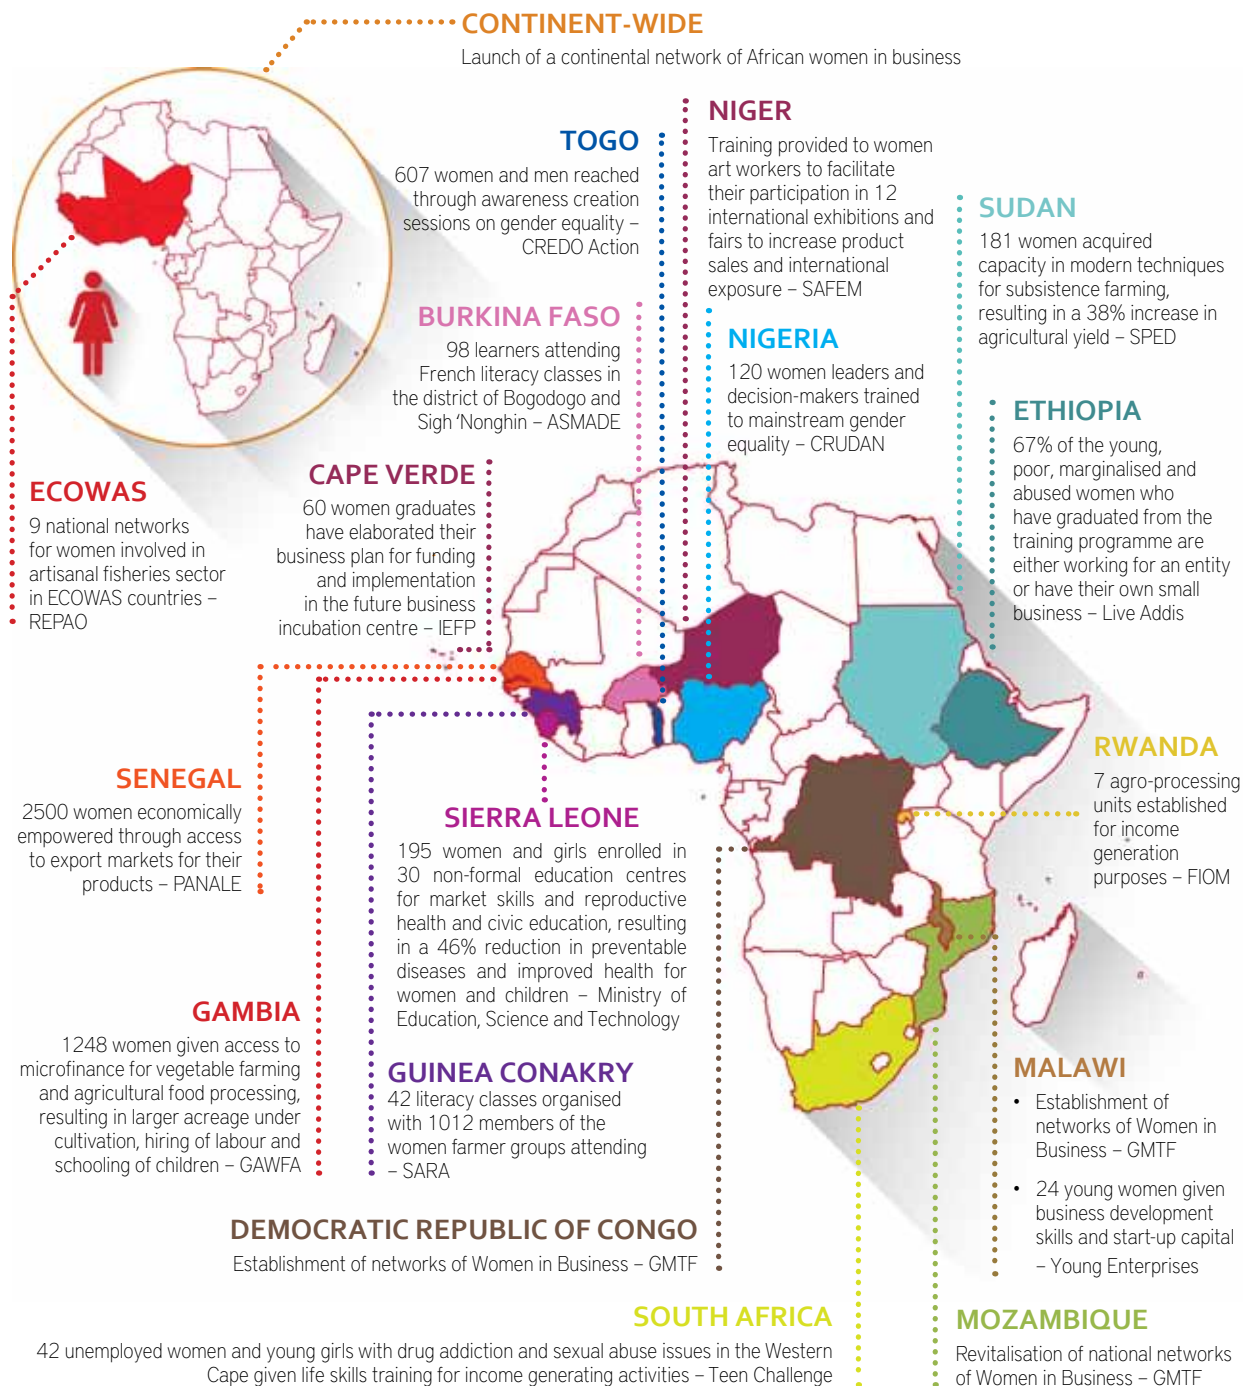 CONTINENT-WIDE
Launch of a continental network of African women in business
TOGO
607 women and men reached
through awareness creation
sessions on gender equality –
CREDO Action
NIGER
Training provided to women
art workers to facilitate
their participation in 12
international exhibitions and
fairs to increase product
sales and international
exposure – SAFEM
SUDAN
181 women acquired
capacity in modern techniques
for subsistence farming,
resulting in a 38% increase in
agricultural yield – SPED
BURKINA FASO
98 learners attending
French literacy classes in
the district of Bogodogo and
Sigh ‘Nonghin – ASMADE
NIGERIA
120 women leaders and
decision-makers trained
to mainstream gender
equality – CRUDAN
ETHIOPIA
67% of the young,
poor, marginalised and
abused women who
have graduated from the
training programme are
either working for an entity
or have their own small
business – Live Addis
ECOWAS
9 national networks
for women involved in
artisanal fisheries sector
in ECOWAS countries –
REPAO
CAPE VERDE
60 women graduates
have elaborated their
business plan for funding
and implementation
in the future business
incubation centre – IEFP
RWANDA
7 agro-processing
units established
for income
generation
purposes – FIOM
SENEGAL
2500 women economically
empowered through access
to export markets for their
products – PANALE
SIERRA LEONE
195 women and girls enrolled in
30 non-formal education centres
for market skills and reproductive
health and civic education, resulting
in a 46% reduction in preventable
diseases and improved health for
women and children – Ministry of
Education, Science and Technology
GAMBIA
1248 women given access to
microfinance for vegetable farming
and agricultural food processing,
resulting in larger acreage under
cultivation, hiring of labour and
schooling of children – GAWFA
GUINEA CONAKRY
42 literacy classes organised
with 1012 members of the
women farmer groups attending
– SARA
MALAWI
• Establishment of
networks of Women in
Business – GMTF
• 24 young women given
business development
skills and start-up capital
– Young Enterprises
DEMOCRATIC REPUBLIC OF CONGO
Establishment of networks of Women in Business – GMTF
SOUTH AFRICA
42 unemployed women and young girls with drug addiction and sexual abuse issues in the Western
Cape given life skills training for income generating activities – Teen Challenge
MOZAMBIQUE
Revitalisation of national networks
of Women in Business – GMTF